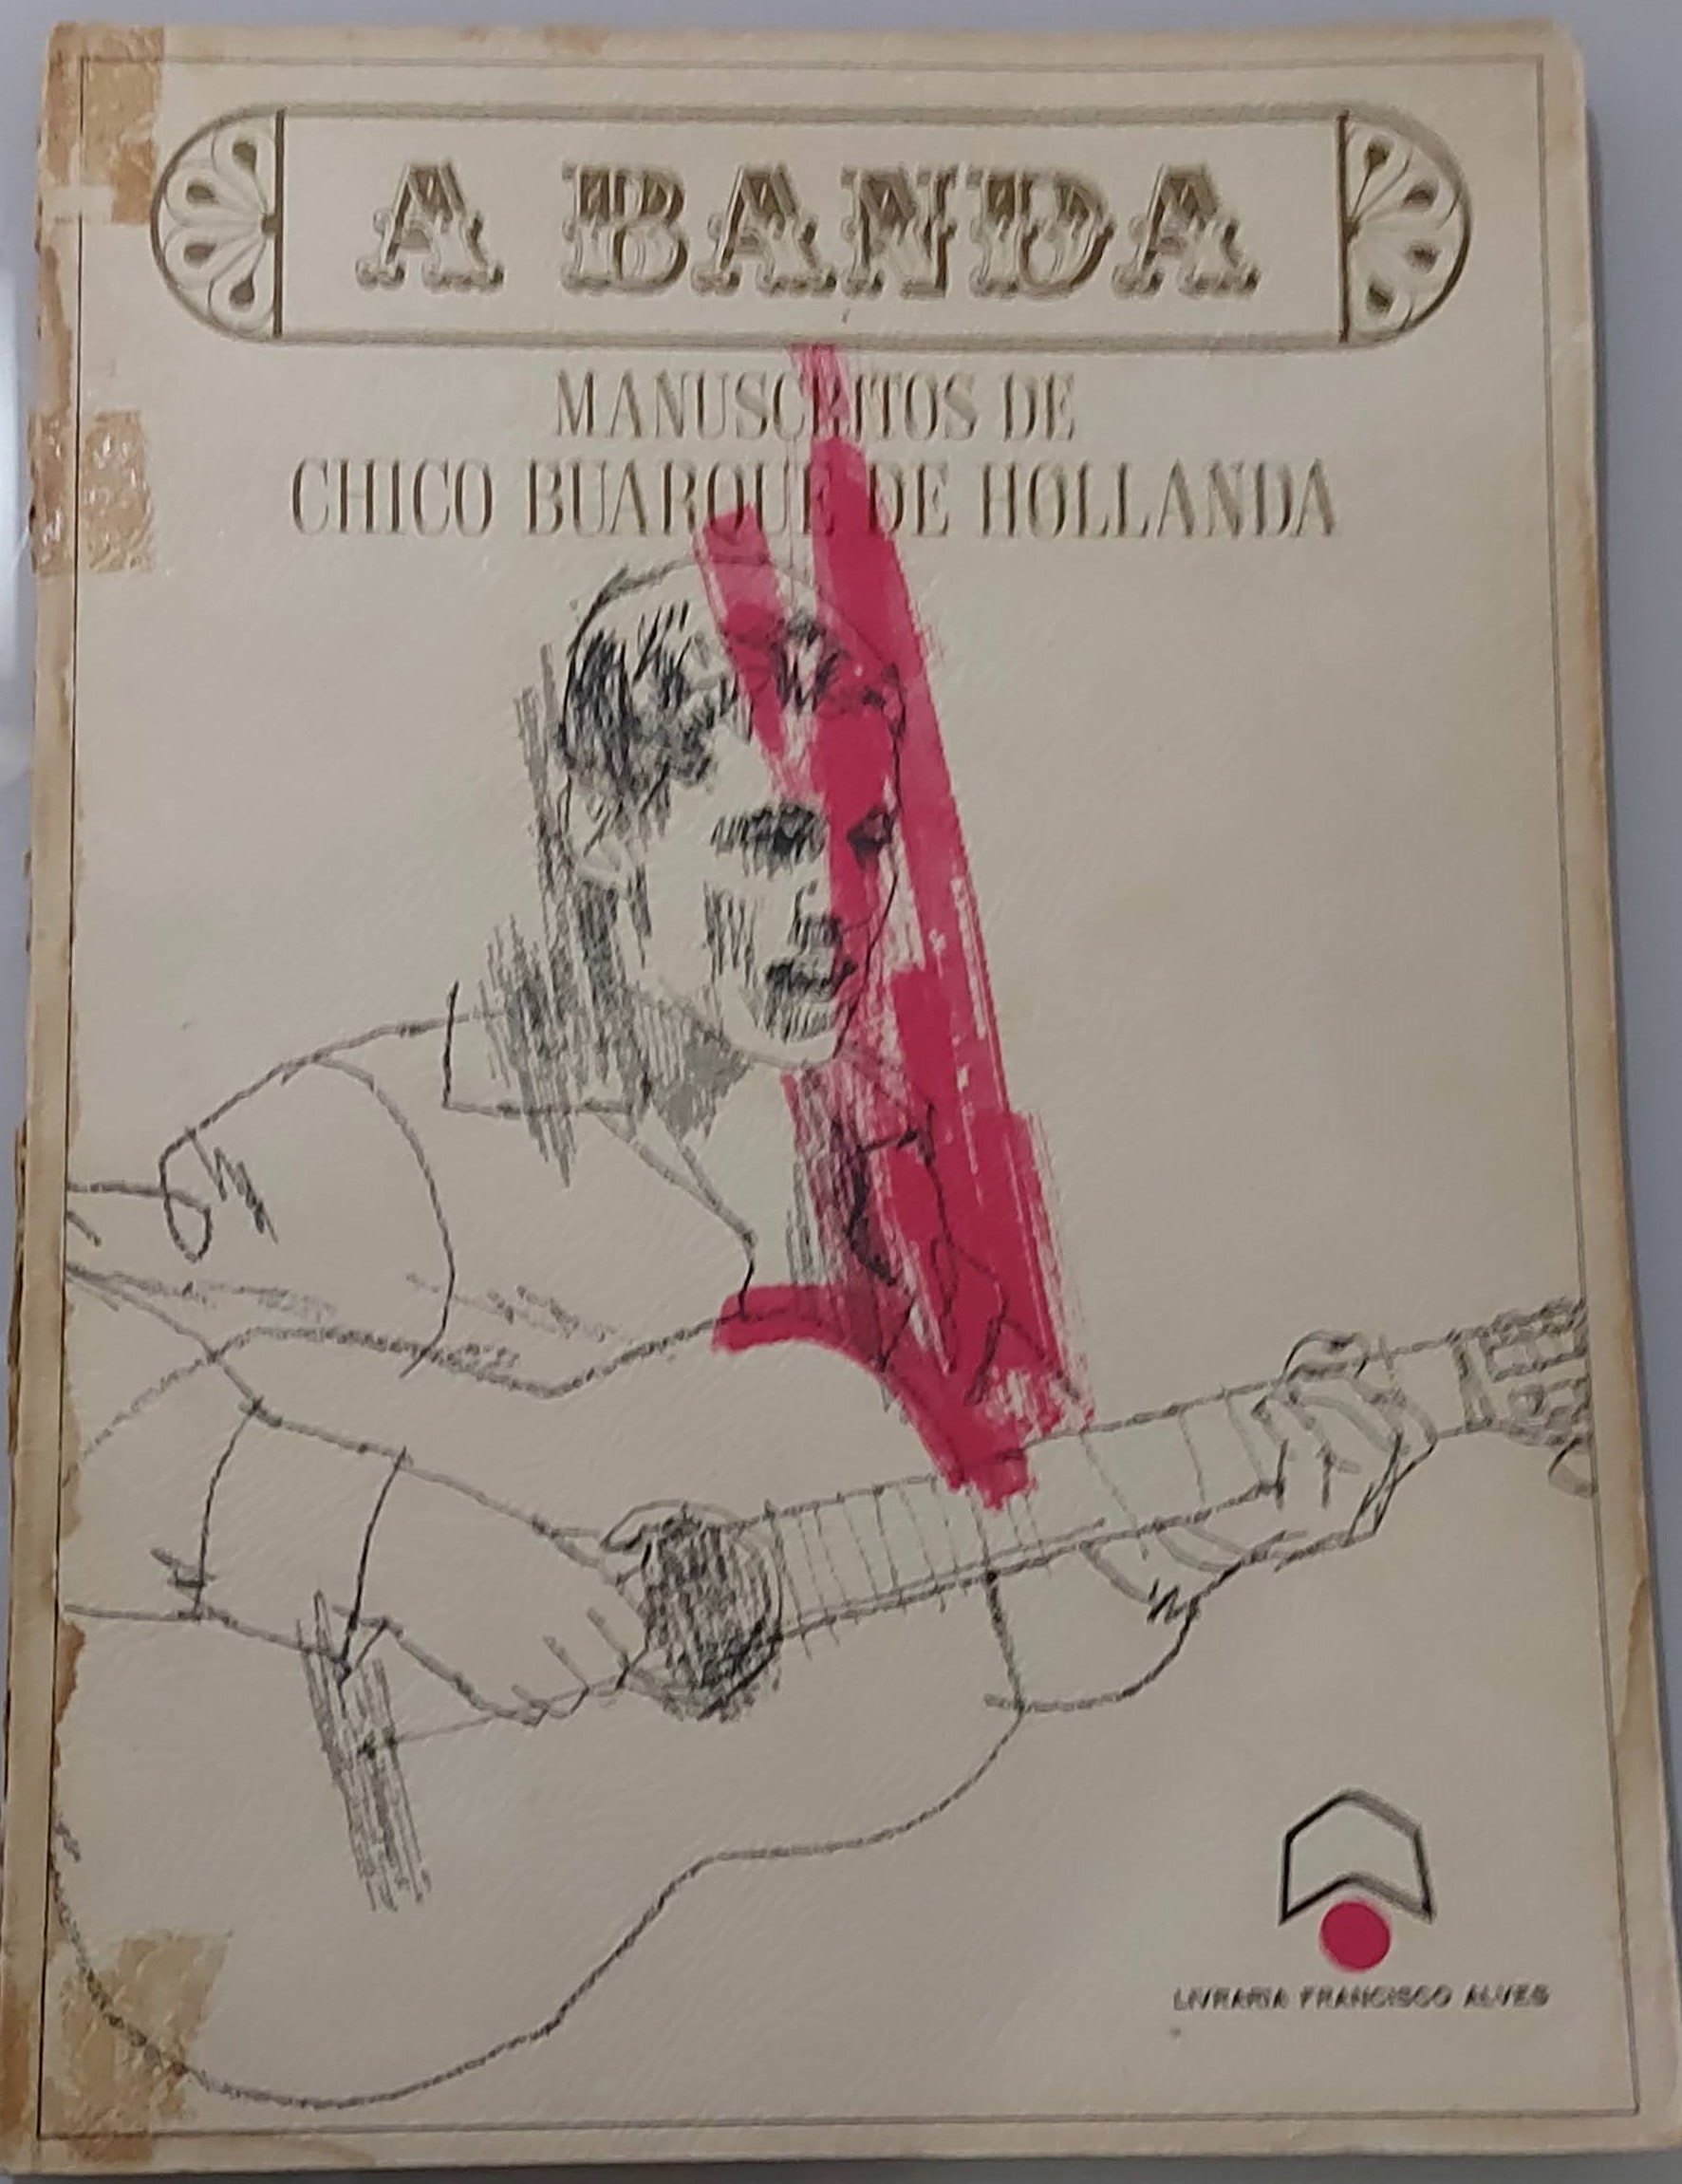 A BANDA
MANUSCRITOS DE
CHICO BUARQUE DE HOLLANDA
LIVRARIA FRANCISCO ALVES